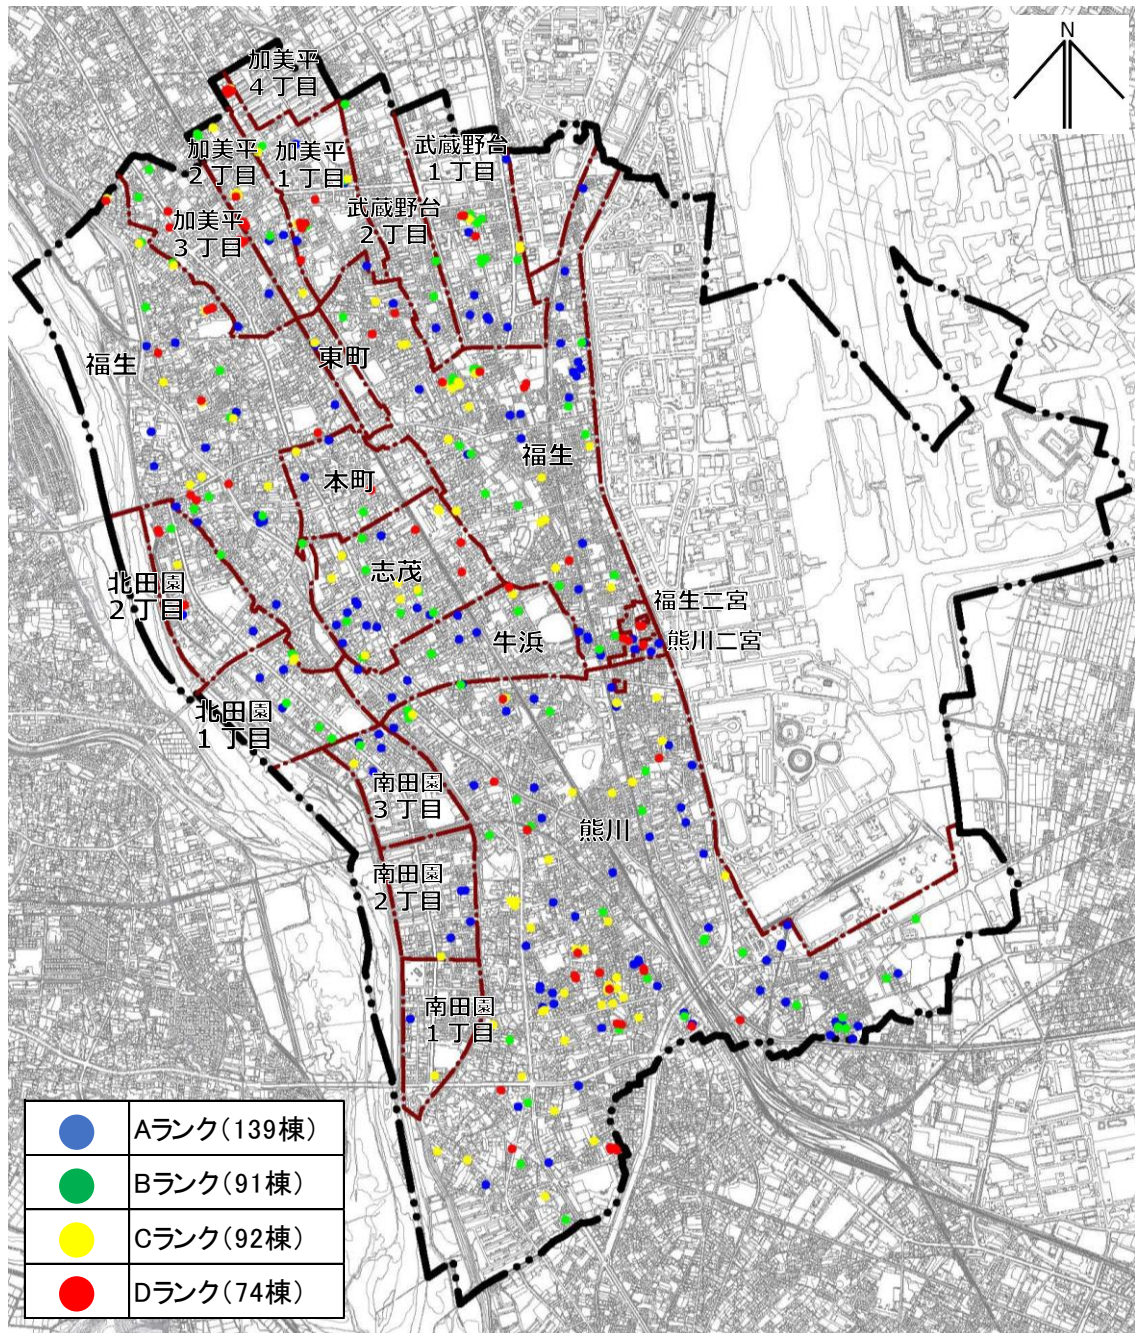 N
加美平
4丁目
加美平
2丁目
加美平
1丁目
武蔵野台
1丁目
加美平
3丁目
武蔵野台
2丁目
福生
東町
福生
本町
志茂
北田園
2丁目
牛浜
福生二宮
熊川二宮
北田園
1丁目
南田園
3丁目
熊川
南田園
2丁目
南田園
1丁目
Aランク(139棟)
Bランク(91棟)
Cランク(92棟)
Dランク(74棟)